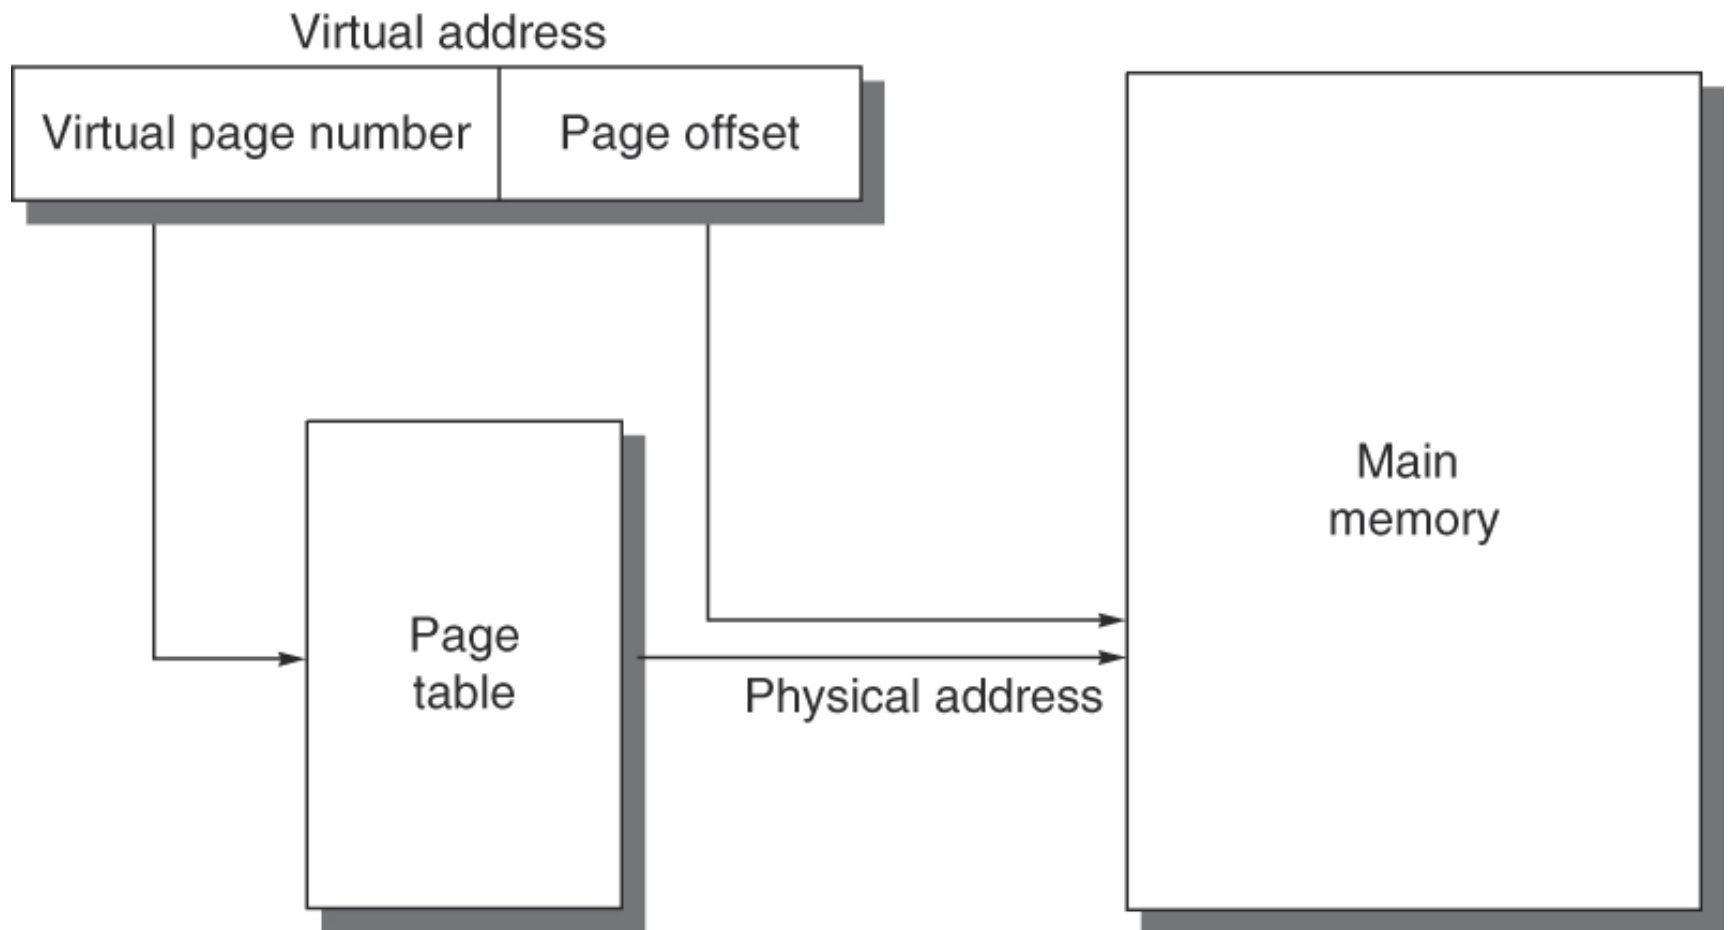 Virtual address
Virtual page number
Page offset
Page
table
Physical address
Main
memory